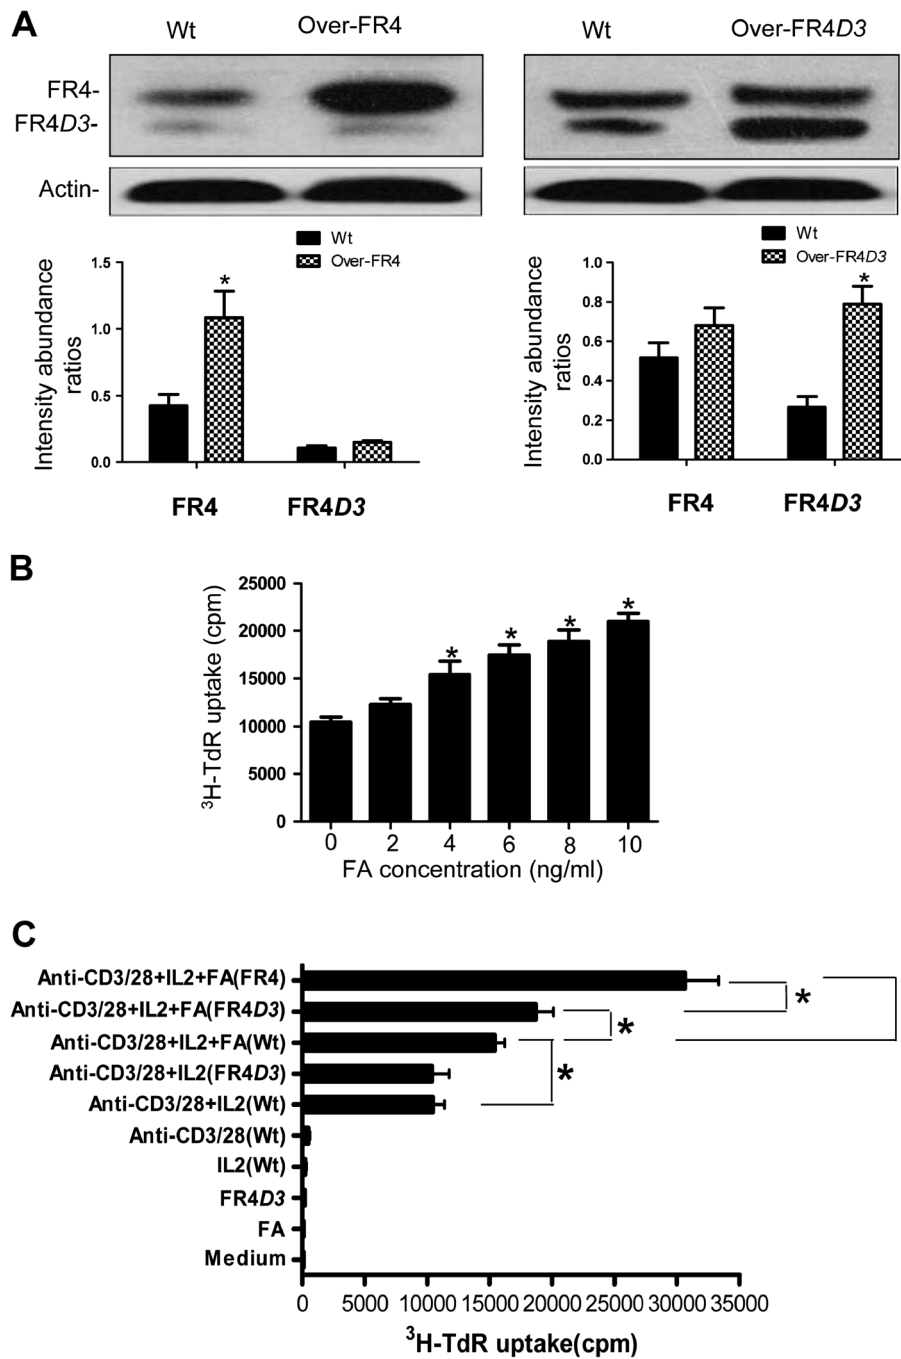 A
Wt Over-FR4 Wt Over-FR4D3
FR4-
FR4D3-
Actin-
Wt
Over-FR4
Intensity abundance
ratios
1.5
1.0
0.5
0.0
*
FR4 FR4D3
Wt
Over-FR4D3
Intensity abundance
ratios
1.0
0.8
0.6
0.4
0.2
0.0
*
FR4 FR4D3
B
³H-TdR uptake (cpm)
25000
20000
15000
10000
5000
0
* * * *
0 2 4 6 8 10
FA concentration (ng/ml)
C
Anti-CD3/28+IL2+FA(FR4)
Anti-CD3/28+IL2+FA(FR4D3)
Anti-CD3/28+IL2+FA(Wt)
Anti-CD3/28+IL2(FR4D3)
Anti-CD3/28+IL2(Wt)
Anti-CD3/28(Wt)
IL2(Wt)
FR4D3
FA
Medium
*
*
*
0 5000 10000 15000 20000 25000 30000 35000
³H-TdR uptake(cpm)